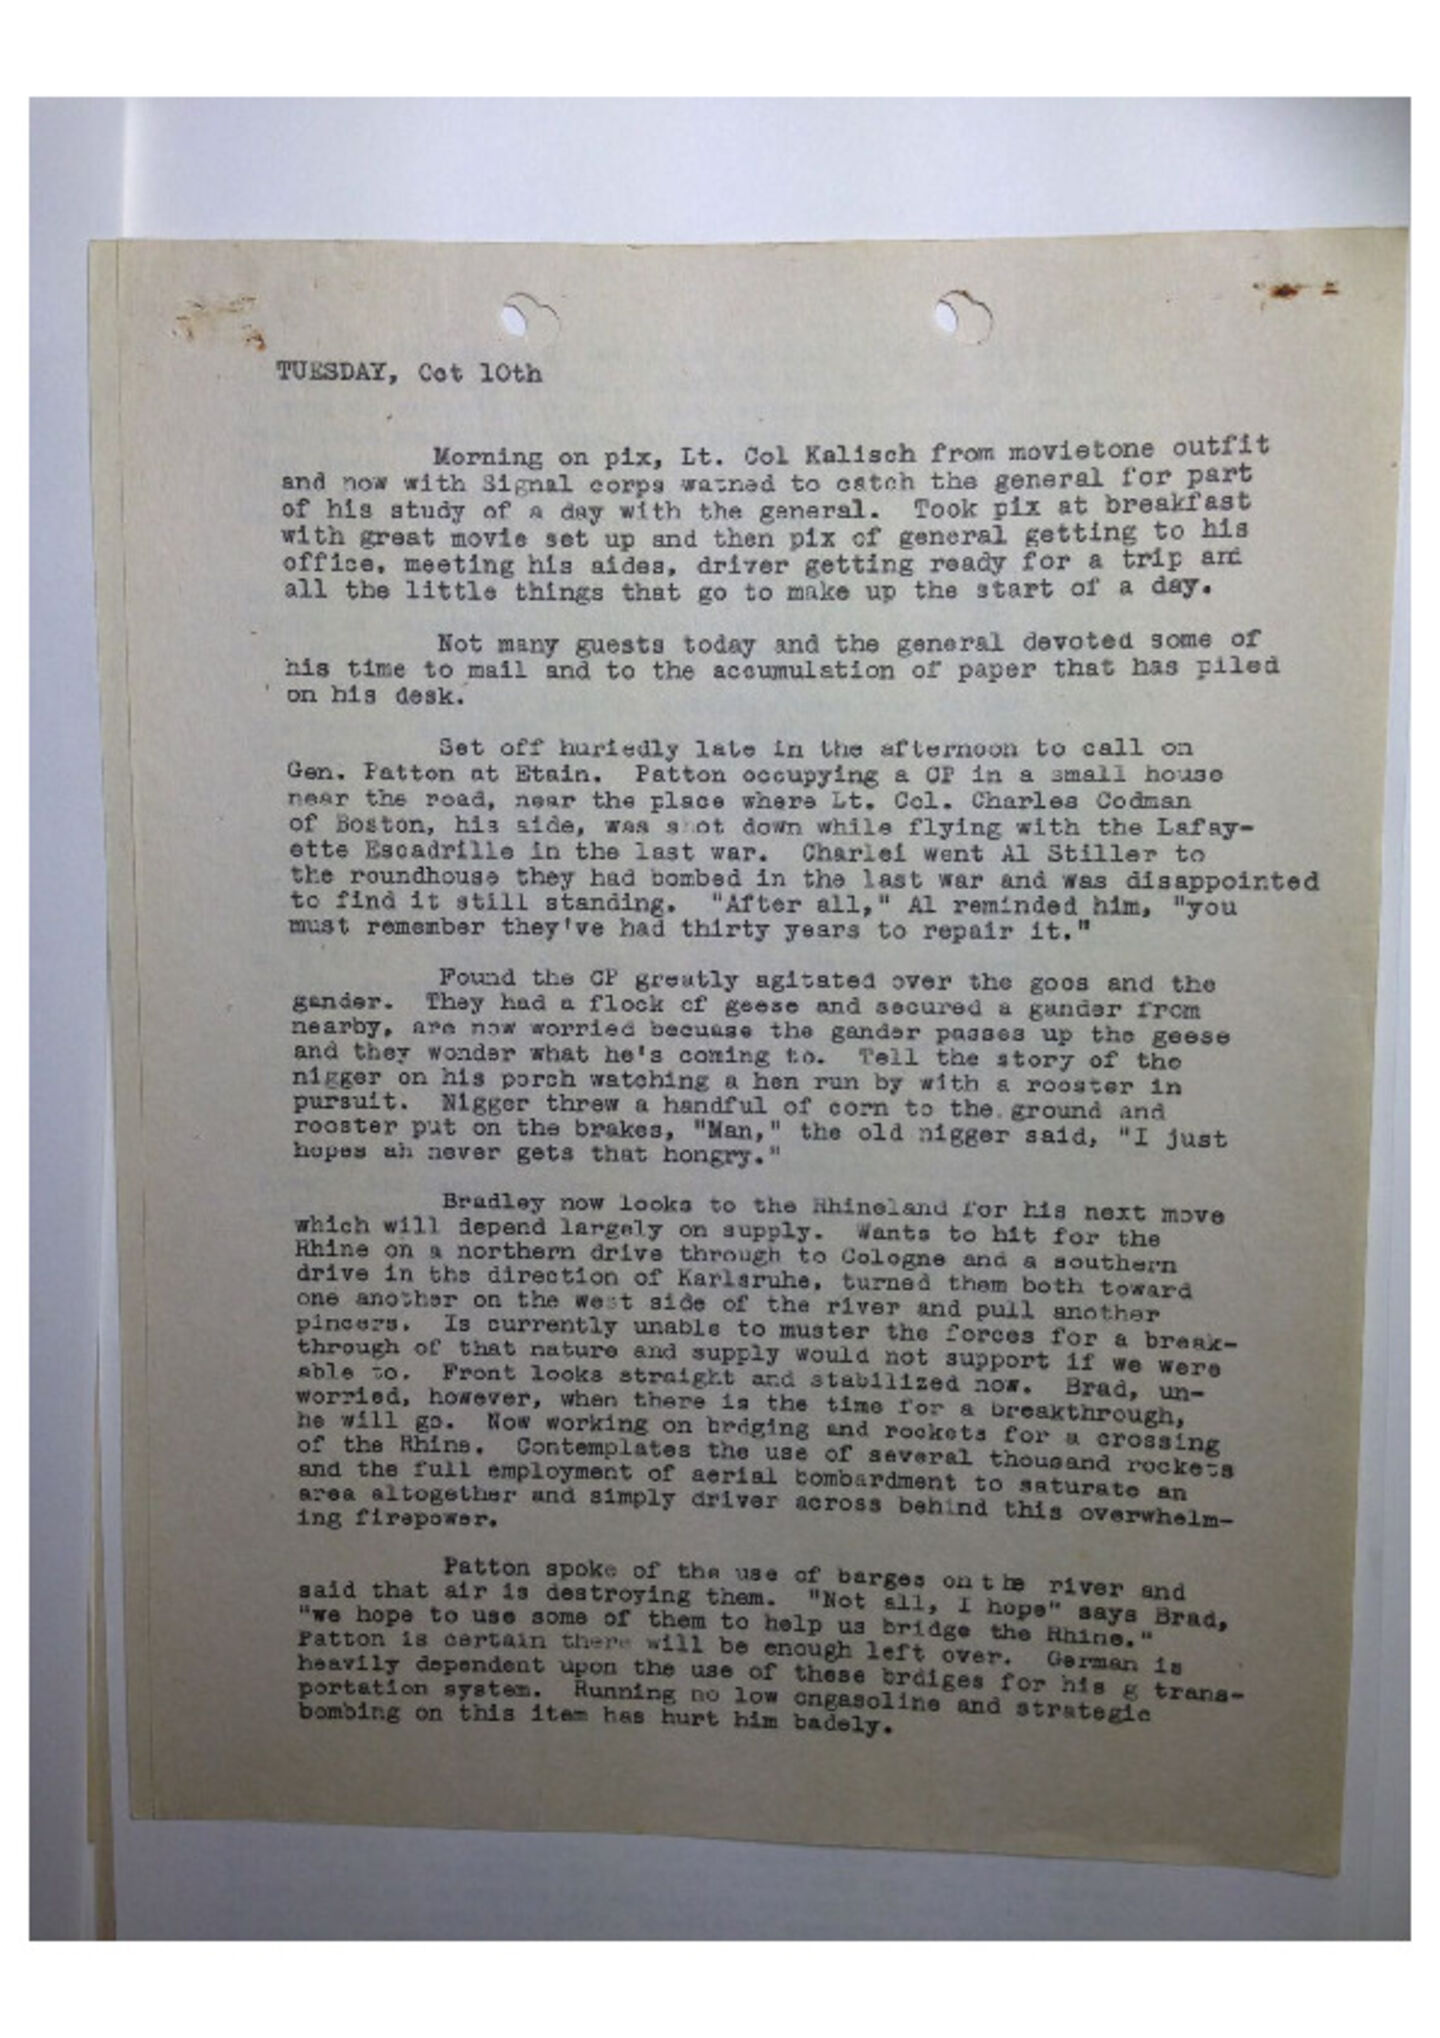 TUESDAY, Oct 10th
Morning on pix, Lt. Col Kalisch from movietone outfit
and now with Signal corps watned to catch the general for part
of his study of a day with the general. Took pix at breakfast
with great movie set up and then pix of general getting to his
office, meeting his aides, driver getting ready for a trip and
all the little things that go to make up the start of a day.
Not many guests today and the general devoted some of
his time to mail and to the accumulation of paper that has piled
on his desk.
Set off huriedly late in the afternoon to call on
Gen. Patton at Etain. Patton occupying a CP in a small house
near the road, near the place where Lt. Col. Charles Codman
of Boston, his aide, was shot down while flying with the Lafay-
ette Escadrille in the last war. Charlei went Al Stiller to
the roundhouse they had bombed in the last war and was disappointed
to find it still standing. "After all," Al reminded him, "you
must remember they've had thirty years to repair it."
Found the CP greatly agitated over the goos and the
gander. They had a flock of geese and secured a gander from
nearby, are now worried becuase the gander passes up the geese
and they wonder what he's coming to. Tell the story of the
nigger on his porch watching a hen run by with a rooster in
pursuit. Nigger threw a handful of corn to the ground and
rooster put on the brakes, "Man," the old nigger said, "I just
hopes ah never gets that hongry."
Bradley now looks to the Rhineland for his next move
which will depend largely on supply. Wants to hit for the
Rhine on a northern drive through to Cologne and a southern
drive in the direction of Karlsruhe, turned them both toward
one another on the west side of the river and pull another
pincers. Is currently unable to muster the forces for a break-
through of that nature and supply would not support if we were
able to. Front looks straight and stabilized now. Brad, un-
worried, however, when there is the time for a breakthrough,
he will go. Now working on brdging and rockets for a crossing
of the Rhine. Contemplates the use of several thousand rockets
and the full employment of aerial bombardment to saturate an
area altogether and simply driver across behind this overwhelm-
ing firepower.
Patton spoke of the use of barges on the river and
said that air is destroying them. "Not all, I hope" says Brad,
"we hope to use some of them to help us bridge the Rhine."
Patton is certain there will be enough left over. German is
heavily dependent upon the use of these brdiges for his g trans-
portation system. Running no low ongasoline and strategic
bombing on this item has hurt him badely.